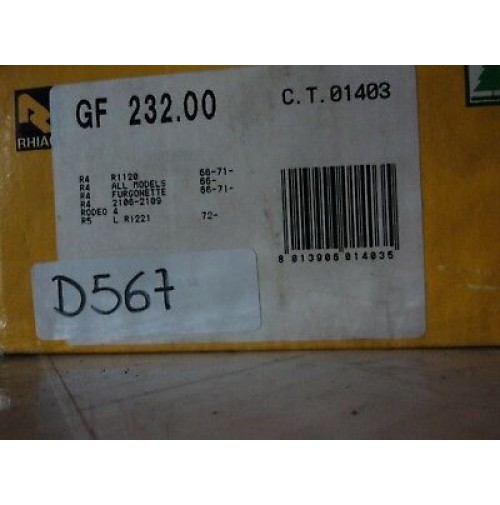 GF 232.00 C.T.01403
RHIAG
R4 R1120 66-71-
R4 ALL MODELS 66-
R4 FURGONETTE 66-71-
R4 2106-2109
RODEO 4
R5 L R1221 72-
8 013906 014035
D567